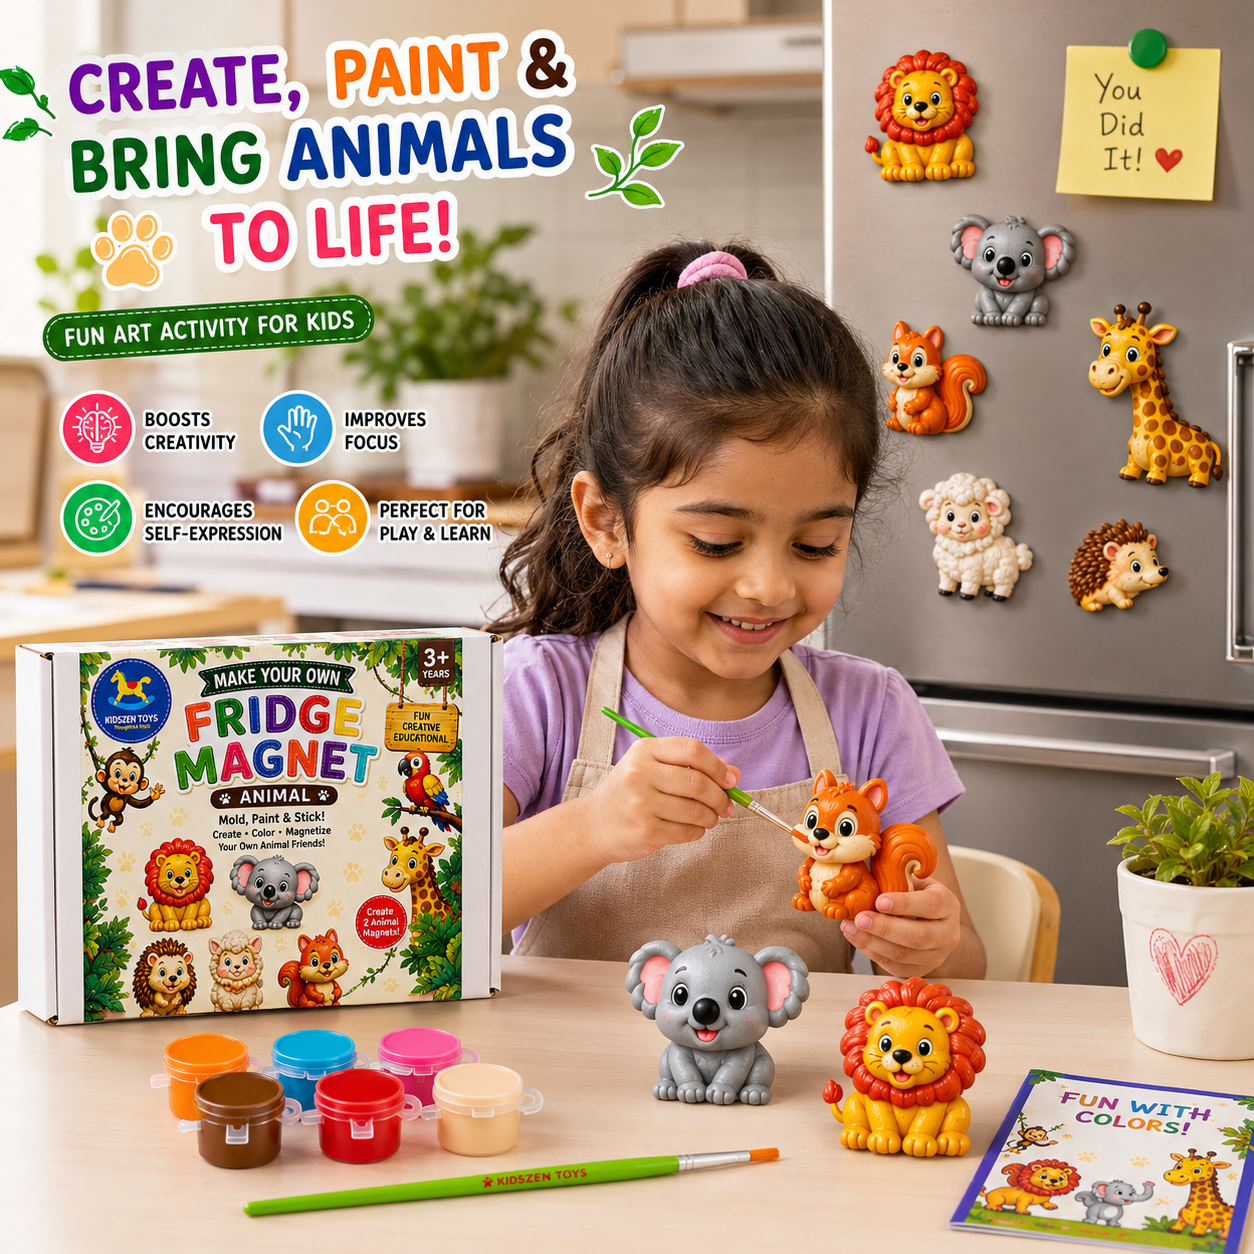 CREATE, PAINT &
BRING ANIMALS
TO LIFE!
FUN ART ACTIVITY FOR KIDS
BOOSTS
CREATIVITY
IMPROVES
FOCUS
ENCOURAGES
SELF-EXPRESSION
PERFECT FOR
PLAY & LEARN
You
Did
It!
KIDSZEN TOYS
3+
YEARS
MAKE YOUR OWN
FRIDGE
MAGNET
ANIMAL
FUN
CREATIVE
EDUCATIONAL
Mold, Paint & Stick!
Create • Color • Magnetize
Your Own Animal Friends!
Create
2 Animal
Magnets!
KIDSZEN TOYS
FUN WITH
COLORS!